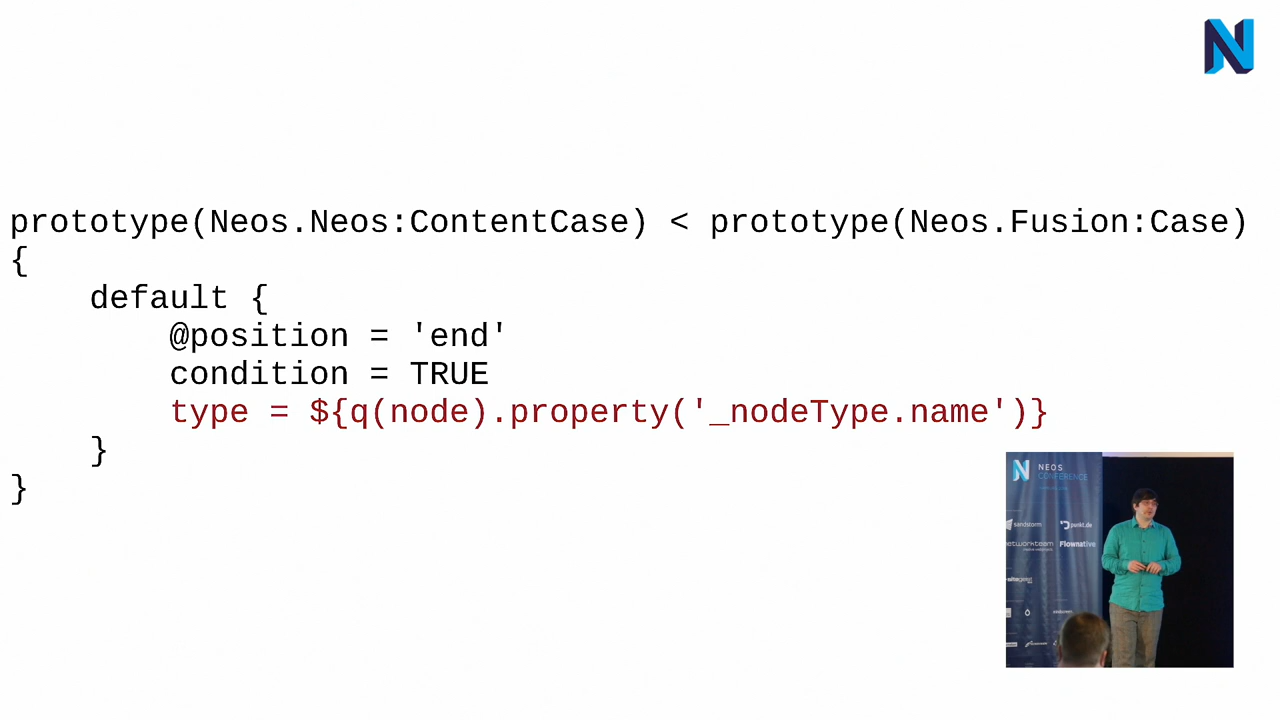 prototype(Neos.Neos:ContentCase) < prototype(Neos.Fusion:Case)
{
    default {
        @position = 'end'
        condition = TRUE
        type = ${q(node).property('_nodeType.name')}
    }
}
NEOS
CONFERENCE
sandstorm
punkt.de
networkteam
Flownative
sitegeist